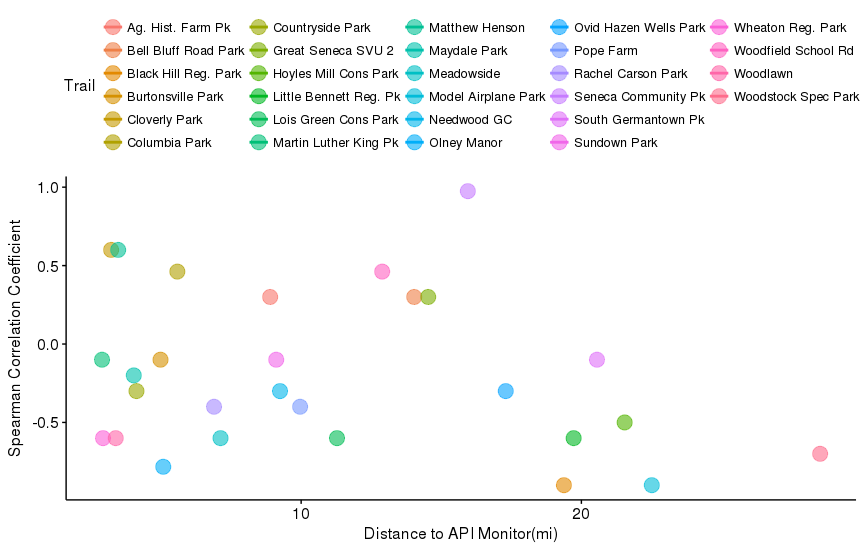 Ag. Hist. Farm Pk Countryside Park Matthew Henson Ovid Hazen Wells Park Wheaton Reg. Park
Bell Bluff Road Park Great Seneca SVU 2 Maydale Park Pope Farm Woodfield School Rd
Black Hill Reg. Park Hoyles Mill Cons Park Meadowside Rachel Carson Park Woodlawn
Trail
Burtonsville Park Little Bennett Reg. Pk Model Airplane Park Seneca Community Pk Woodstock Spec Park
Cloverly Park Lois Green Cons Park Needwood GC South Germantown Pk
Columbia Park Martin Luther King Pk Olney Manor Sundown Park
1.0
0.5
0.0
-0.5
Spearman Correlation Coefficient
10 20
Distance to API Monitor(mi)